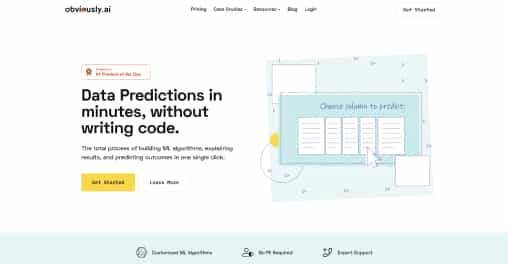 obviously.ai
Pricing Case Studies Resources Blog Login Get Started
#1 Product of the Day
Data Predictions in
minutes, without
writing code.
The total process of building ML algorithms, explaining
results, and predicting outcomes in one single click.
Get Started Learn More
Choose column to predict:
Customized ML Algorithms
Required
Expert Support